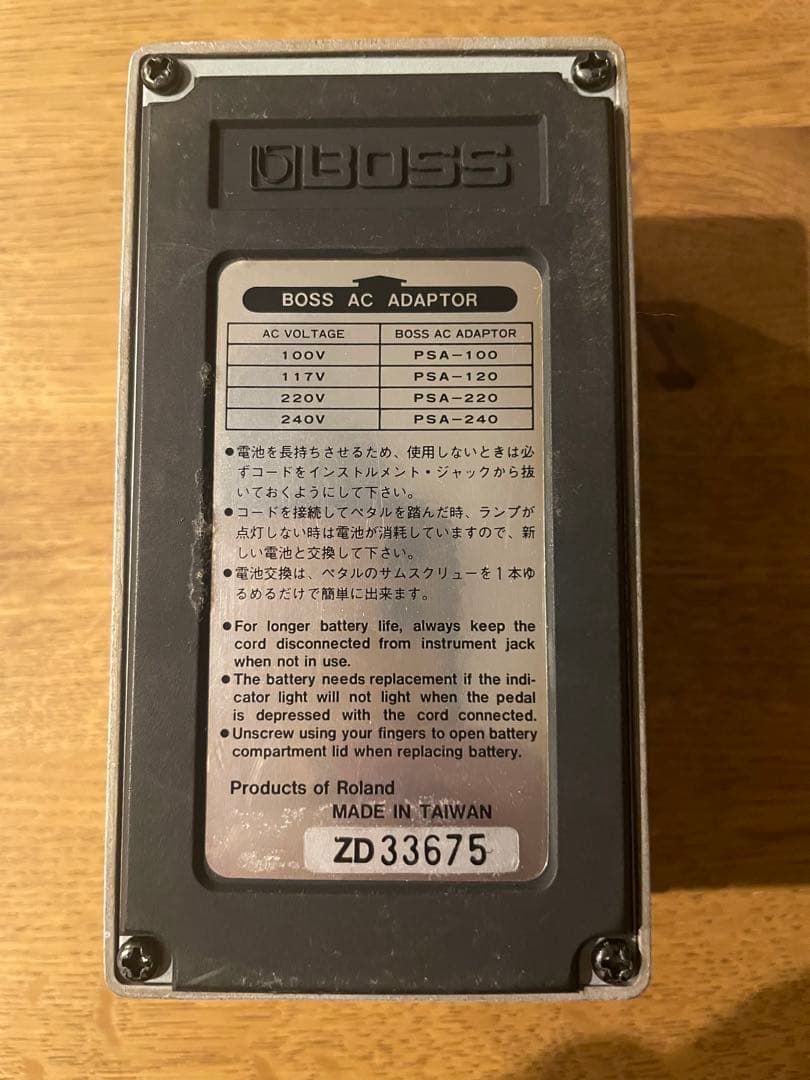 BOSS
BOSS AC ADAPTOR
AC VOLTAGE BOSS AC ADAPTOR
100V PSA-100
117V PSA-120
220V PSA-220
240V PSA-240
●電池を長持ちさせるため、使用しないときは必
ずコードをインストルメント・ジャックから抜
いておくようにして下さい。
●コードを接続してペタルを踏んだ時、ランプが
点灯しない時は電池が消耗していますので、新
しい電池と交換して下さい。
●電池交換は、ペタルのサムスクリューを1本ゆ
るめるだけで簡単に出来ます。
●For longer battery life, always keep the
cord disconnected from instrument jack
when not in use.
●The battery needs replacement if the indi-
cator light will not light when the pedal
is depressed with the cord connected.
●Unscrew using your fingers to open battery
compartment lid when replacing battery.
Products of Roland
MADE IN TAIWAN
ZD33675